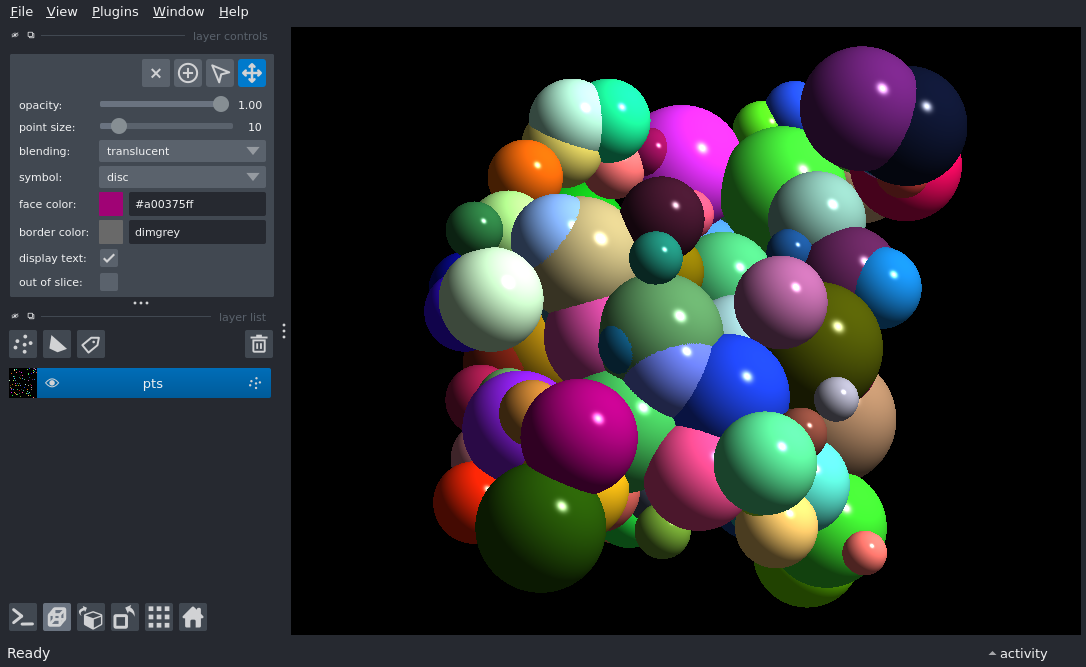 File View Plugins Window Help
layer controls
opacity: 1.00
point size: 10
blending: translucent
symbol: disc
face color: #a00375ff
border color: dimgrey
display text:
out of slice:
layer list
pts
Ready
activity